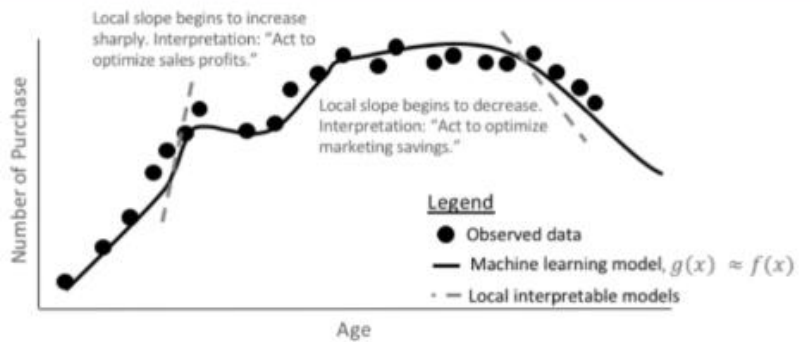 Local slope begins to increase
sharply. Interpretation: "Act to
optimize sales profits."
Local slope begins to decrease.
Interpretation: "Act to optimize
marketing savings."
Number of Purchase
Legend
Observed data
Machine learning model, g(x) ≈ f(x)
Local interpretable models
Age